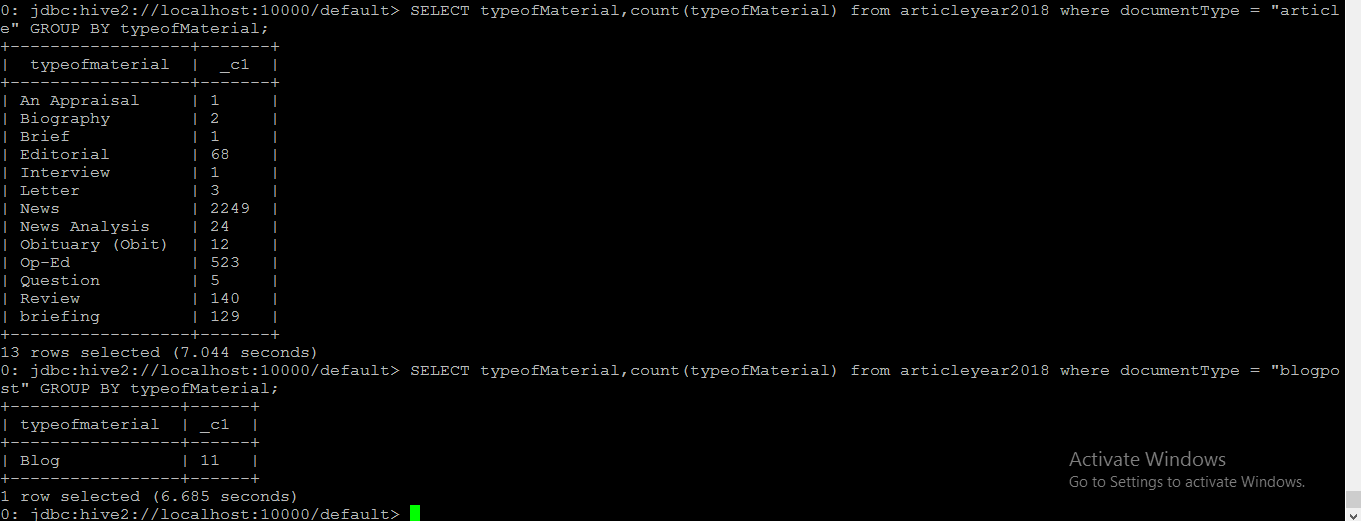 0: jdbc:hive2://localhost:10000/default> SELECT typeofMaterial,count(typeofMaterial) from articleyear2018 where documentType = "articl
e" GROUP BY typeofMaterial;
+------------------+-------+
|  typeofmaterial  |  _c1  |
+------------------+-------+
| An Appraisal     | 1     |
| Biography        | 2     |
| Brief            | 1     |
| Editorial        | 68    |
| Interview        | 1     |
| Letter           | 3     |
| News             | 2249  |
| News Analysis    | 24    |
| Obituary (Obit)  | 12    |
| Op-Ed            | 523   |
| Question         | 5     |
| Review           | 140   |
| briefing         | 129   |
+------------------+-------+
13 rows selected (7.044 seconds)
0: jdbc:hive2://localhost:10000/default> SELECT typeofMaterial,count(typeofMaterial) from articleyear2018 where documentType = "blogpo
st" GROUP BY typeofMaterial;
+-----------------+------+
| typeofmaterial  | _c1  |
+-----------------+------+
| Blog            | 11   |
+-----------------+------+
1 row selected (6.685 seconds)
0: jdbc:hive2://localhost:10000/default>
Activate Windows
Go to Settings to activate Windows.